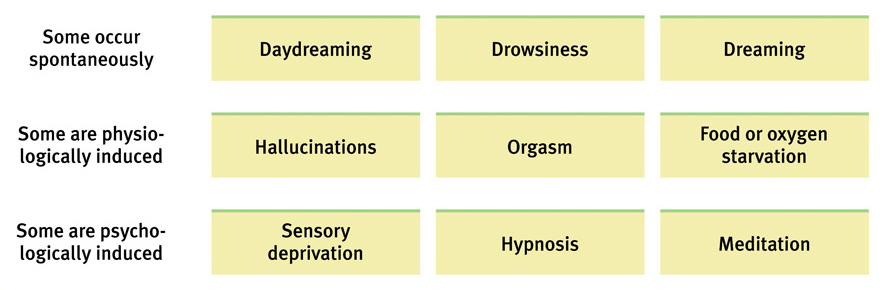 Some occur
spontaneously
Daydreaming
Drowsiness
Dreaming
Some are physio-
logically induced
Hallucinations
Orgasm
Food or oxygen
starvation
Some are psycho-
logically induced
Sensory
deprivation
Hypnosis
Meditation